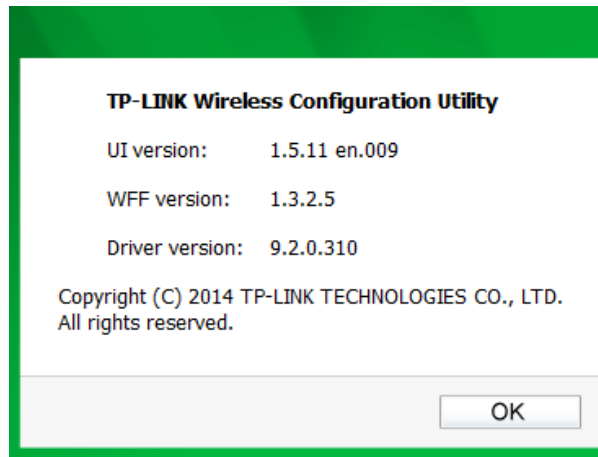 TP-LINK Wireless Configuration Utility
UI version: 1.5.11 en.009
WFF version: 1.3.2.5
Driver version: 9.2.0.310
Copyright (C) 2014 TP-LINK TECHNOLOGIES CO., LTD.
All rights reserved.
OK